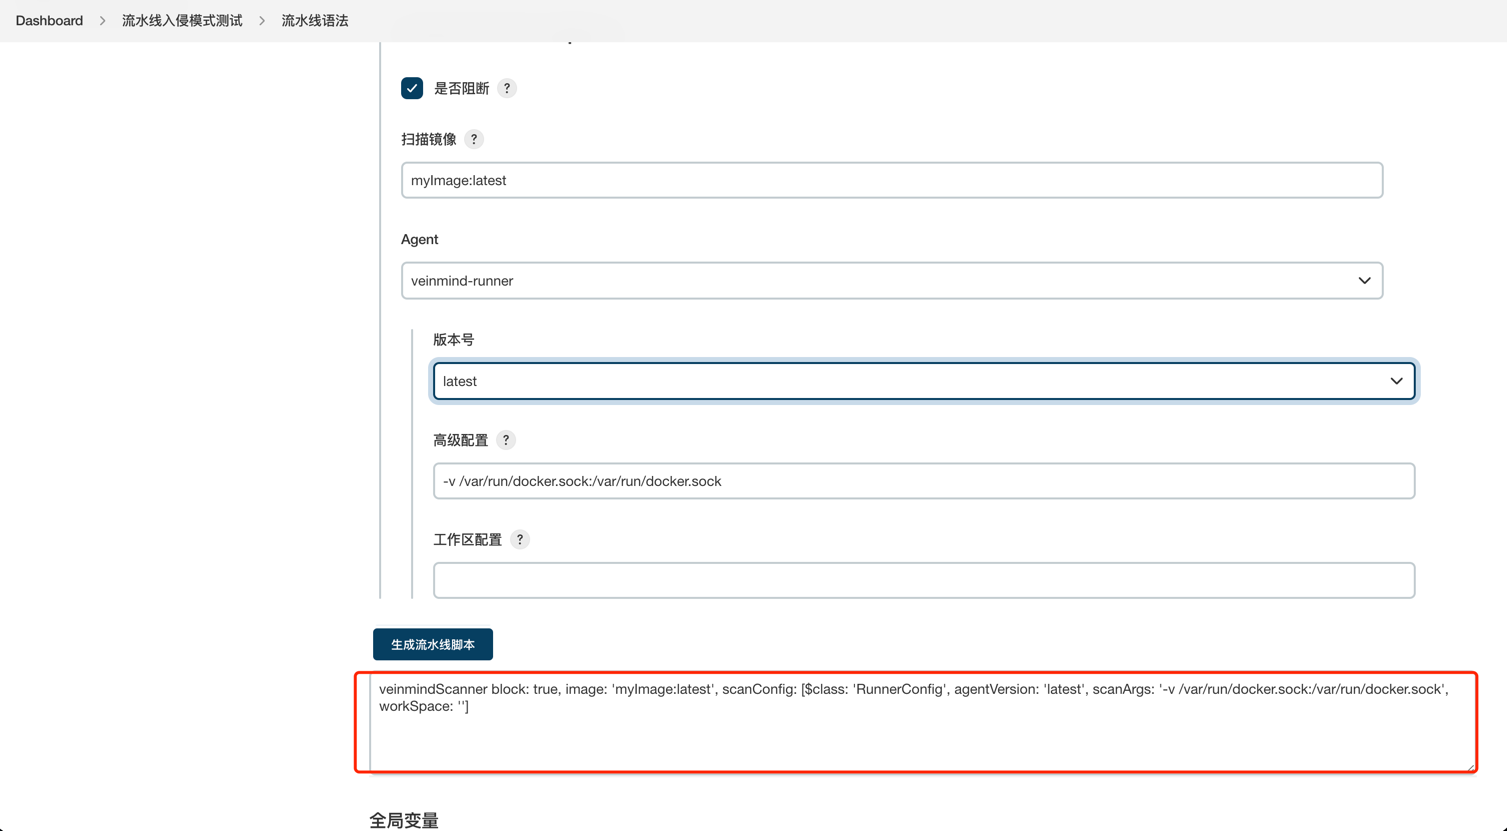 Dashboard > 流水线入侵模式测试 > 流水线语法
是否阻断 ?
扫描镜像 ?
myImage:latest
Agent
veinmind-runner
版本号
latest
高级配置 ?
-v /var/run/docker.sock:/var/run/docker.sock
工作区配置 ?
生成流水线脚本
veinmindScanner block: true, image: 'myImage:latest', scanConfig: [$class: 'RunnerConfig', agentVersion: 'latest', scanArgs: '-v /var/run/docker.sock:/var/run/docker.sock',
workSpace: '']
全局变量